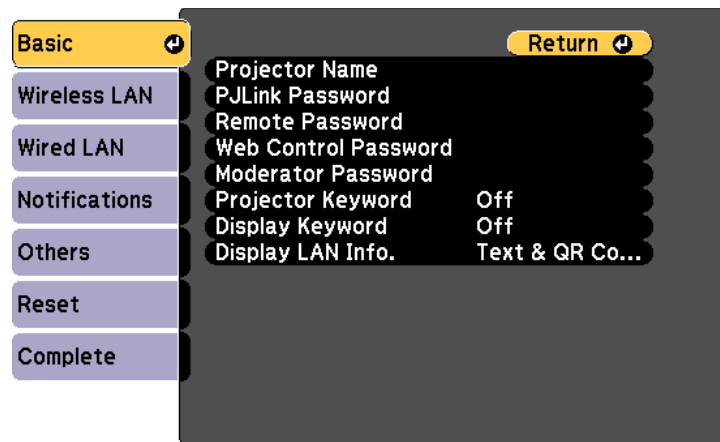 Basic
Wireless LAN
Wired LAN
Notifications
Others
Reset
Complete
Return
Projector Name
PJLink Password
Remote Password
Web Control Password
Moderator Password
Projector Keyword Off
Display Keyword Off
Display LAN Info. Text & QR Co...